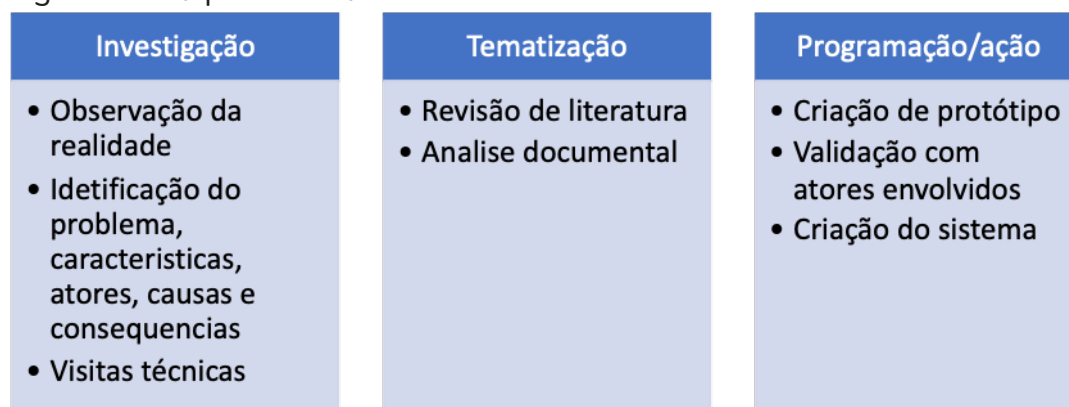 Investigação
• Observação da
realidade
• Idetificação do
problema,
caracteristicas,
atores, causas e
consequencias
• Visitas técnicas
Tematização
• Revisão de literatura
• Analise documental
Programação/ação
• Criação de protótipo
• Validação com
atores envolvidos
• Criação do sistema